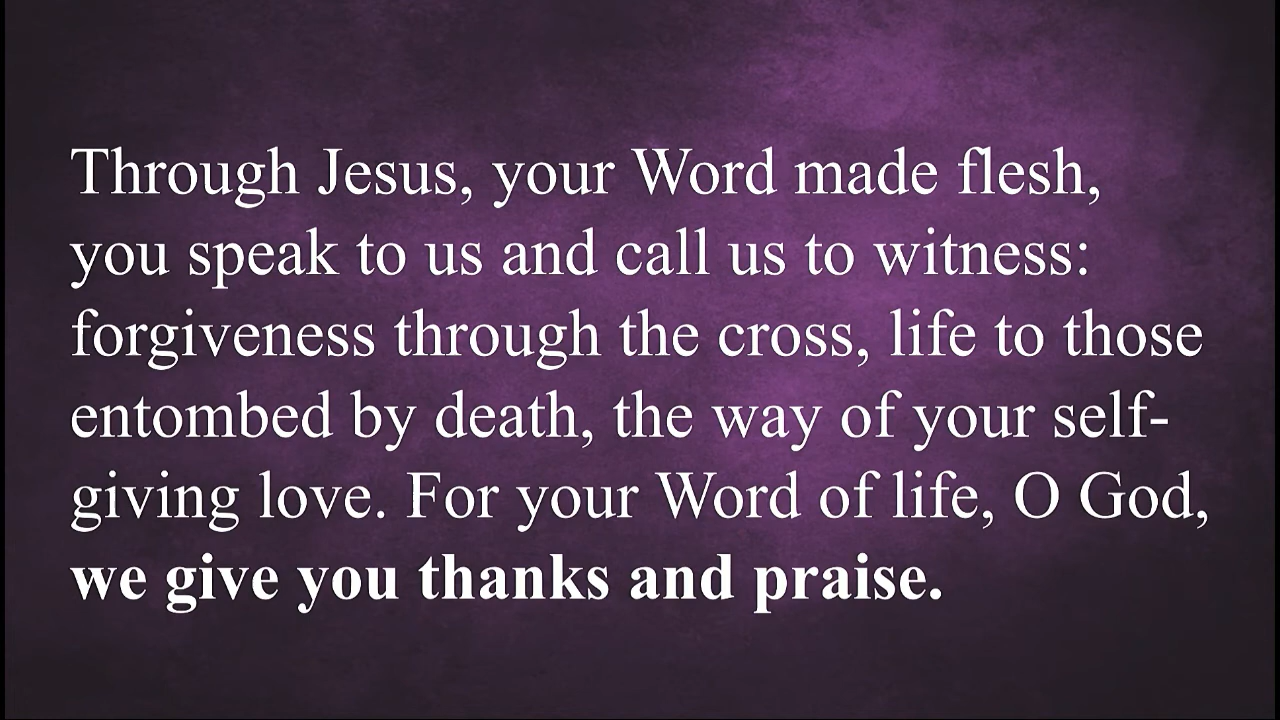 Through Jesus, your Word made flesh,
you speak to us and call us to witness:
forgiveness through the cross, life to those
entombed by death, the way of your self-
giving love. For your Word of life, O God,
we give you thanks and praise.